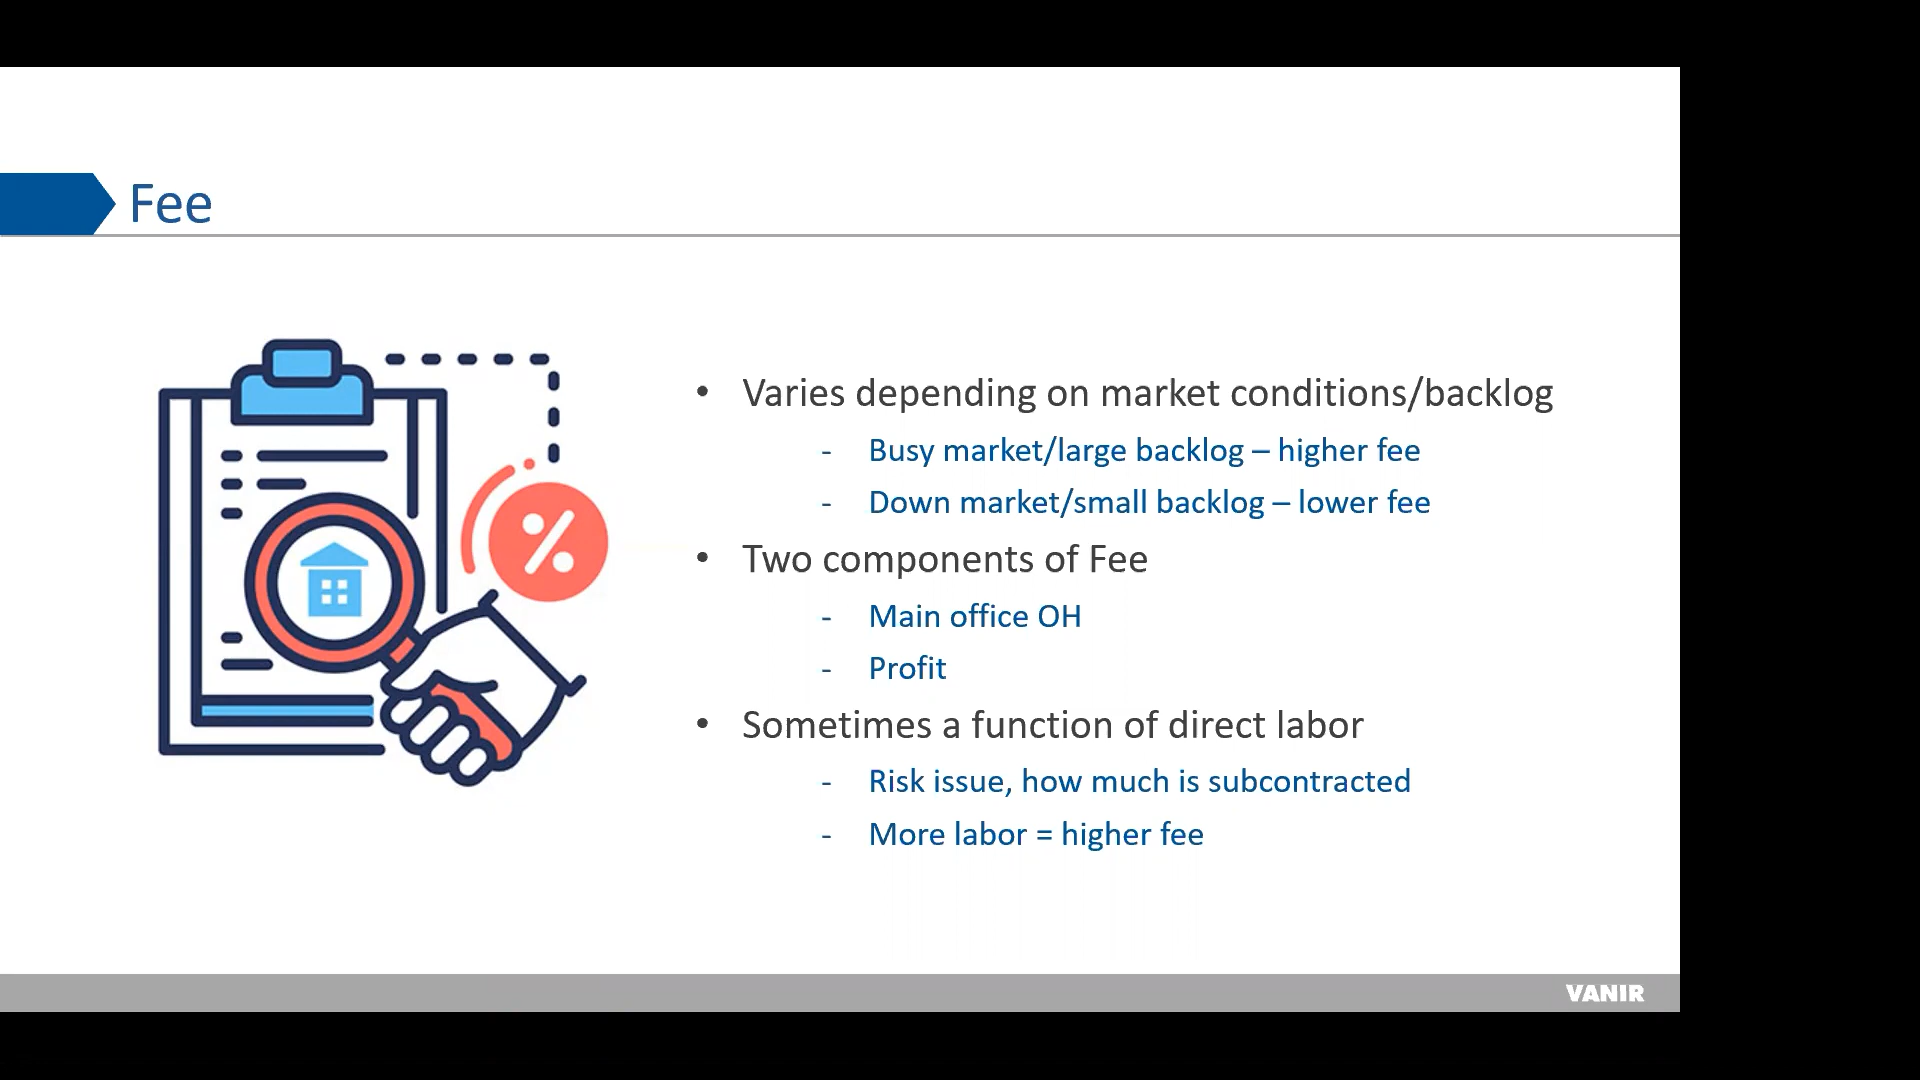 Fee
• Varies depending on market conditions/backlog
- Busy market/large backlog – higher fee
- Down market/small backlog – lower fee
• Two components of Fee
- Main office OH
- Profit
• Sometimes a function of direct labor
- Risk issue, how much is subcontracted
- More labor = higher fee
%
VANIR